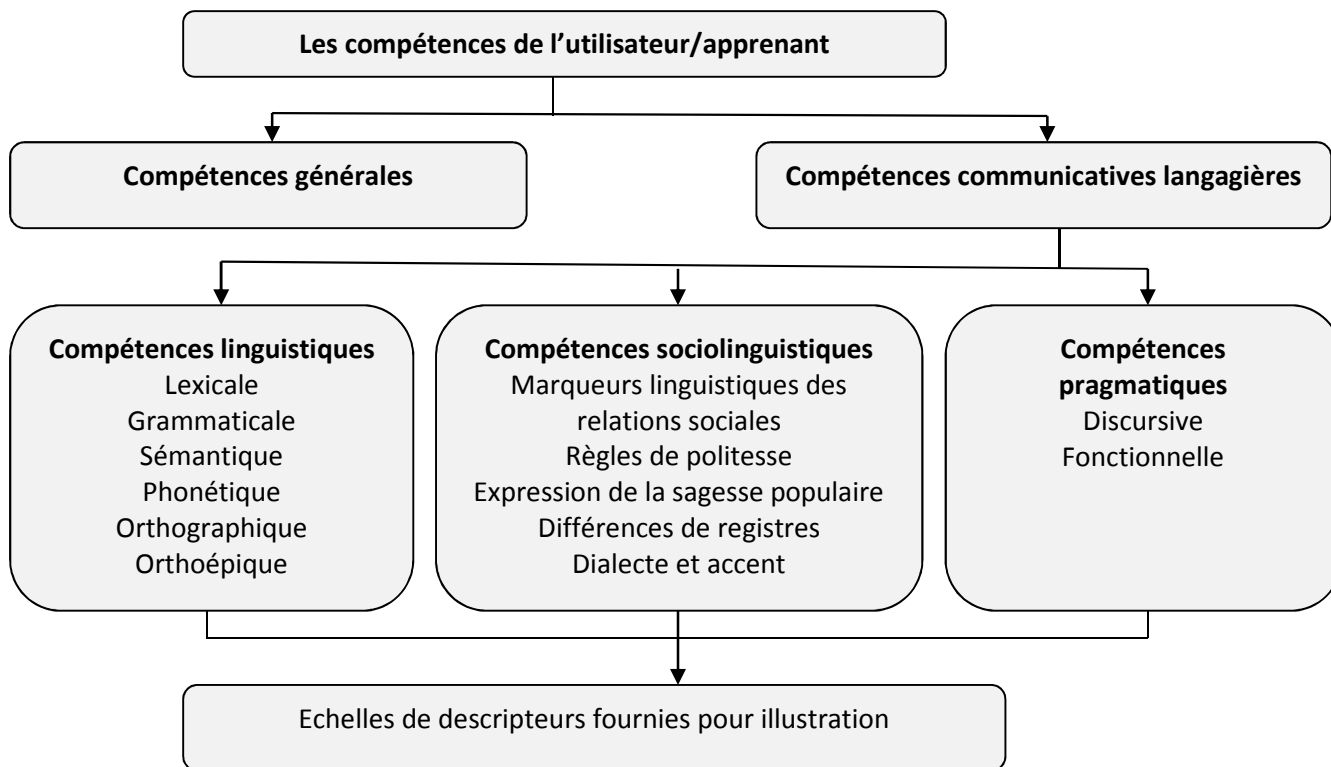 Les compétences de l’utilisateur/apprenant
Compétences générales
Compétences communicatives langagières
Compétences linguistiques
Lexicale
Grammaticale
Sémantique
Phonétique
Orthographique
Orthoépique
Compétences sociolinguistiques
Marqueurs linguistiques des
relations sociales
Règles de politesse
Expression de la sagesse populaire
Différences de registres
Dialecte et accent
Compétences
pragmatiques
Discursive
Fonctionnelle
Echelles de descripteurs fournies pour illustration